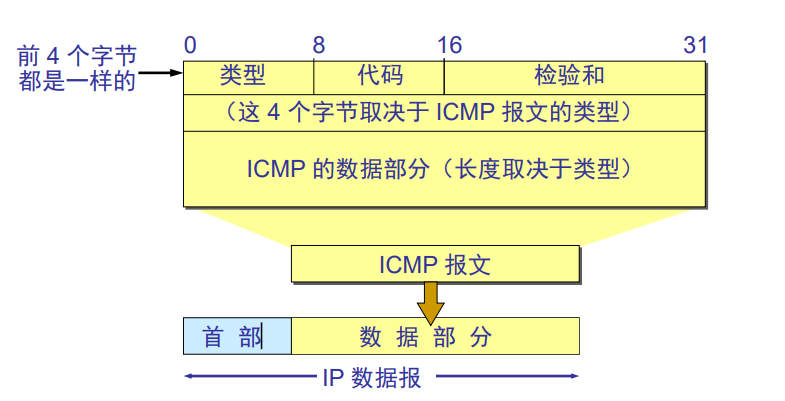 0 8 16 31
前 4 个字节
都是一样的
类型 代码 检验和
（这 4 个字节取决于 ICMP 报文的类型）
ICMP 的数据部分（长度取决于类型）
ICMP 报文
首 部 数 据 部 分
IP 数据报